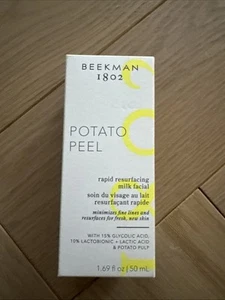 BEEKMAN
1802
POTATO
PEEL
rapid resurfacing
milk facial
soin du visage au lait
resurfaçant rapide
minimizes fine lines and
resurfaces for fresh, new skin
WITH 15% GLYCOLIC ACID,
10% LACTOBIONIC + LACTIC ACID
& POTATO PULP
1.69 fl oz | 50 mL